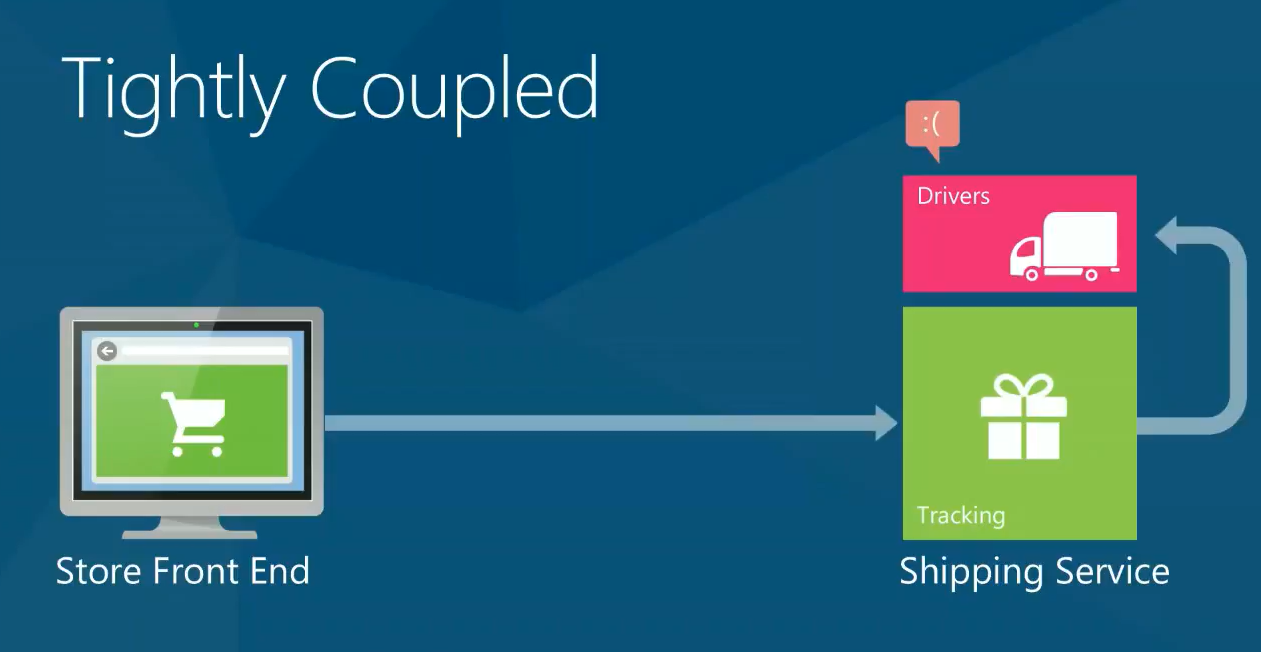 Tightly Coupled
:(
Drivers
Tracking
Store Front End
Shipping Service